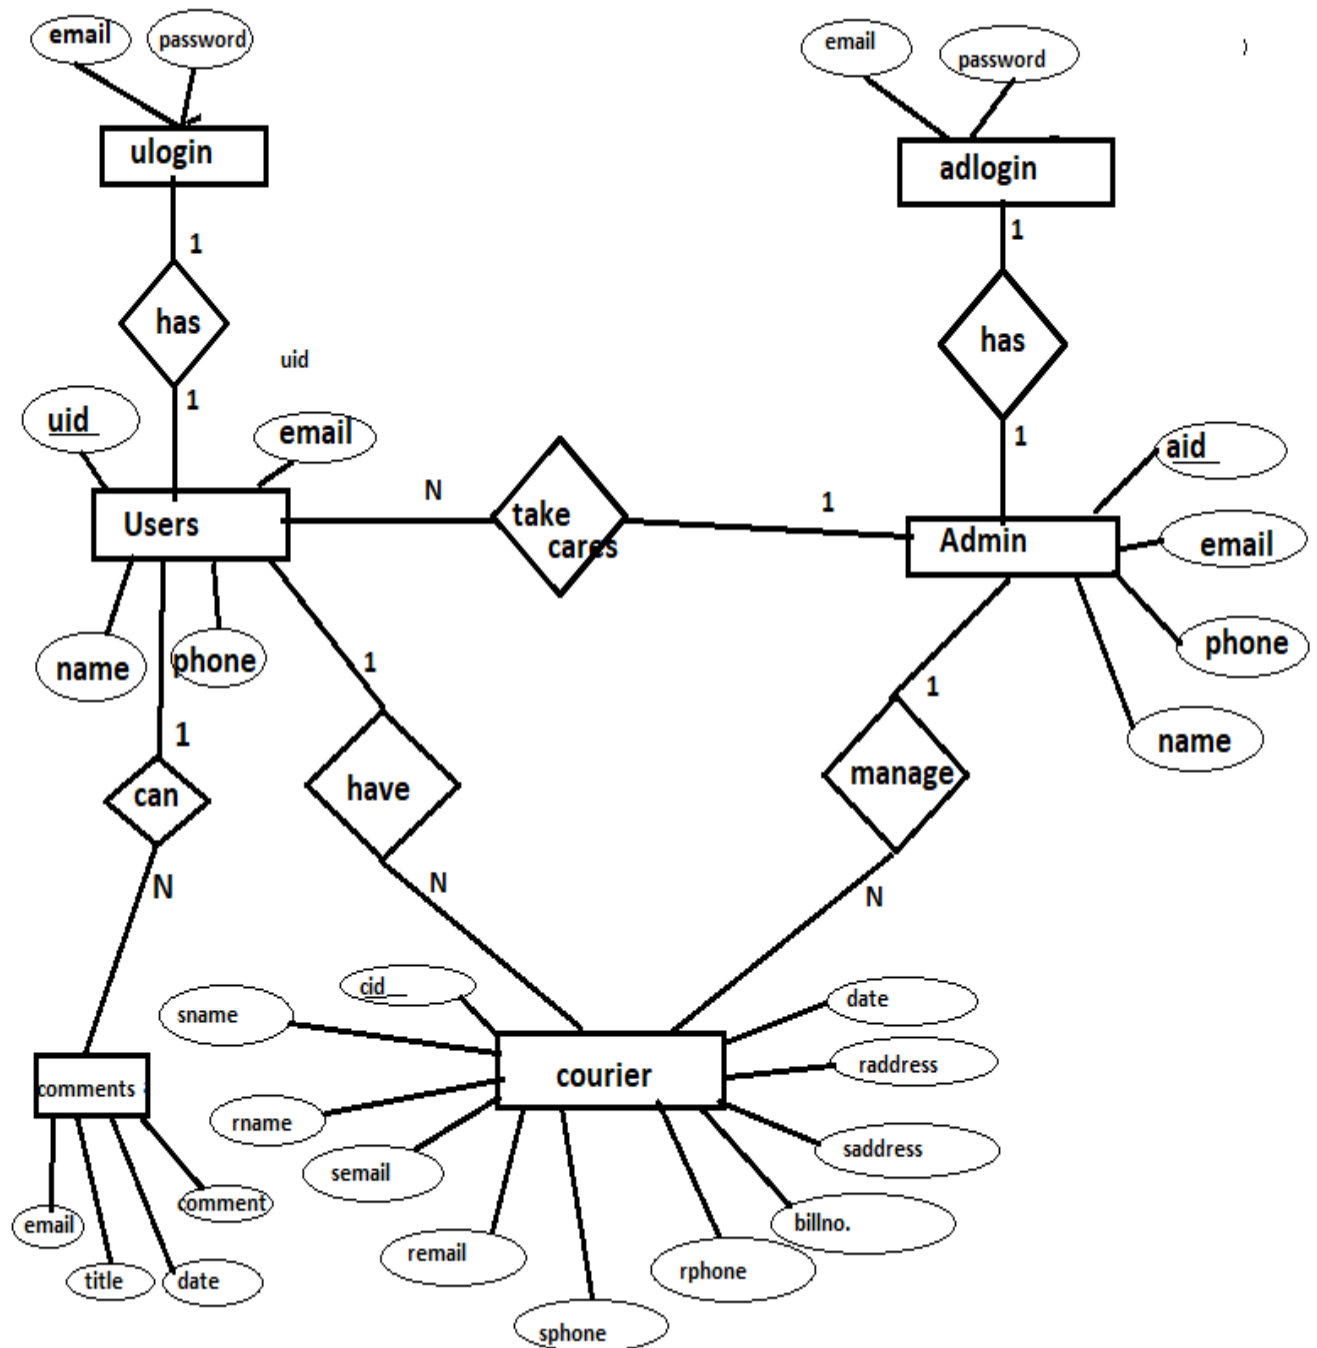 email
password
email
password
)
ulogin
adlogin
1
1
has
has
uid
1
1
uid
email
aid
N
take
cares
1
Users
Admin
email
name
phone
phone
1
1
name
1
can
have
manage
N
N
N
cid
sname
date
courier
raddress
comments
rname
saddress
semail
comment
email
billno.
remail
rphone
title
date
sphone